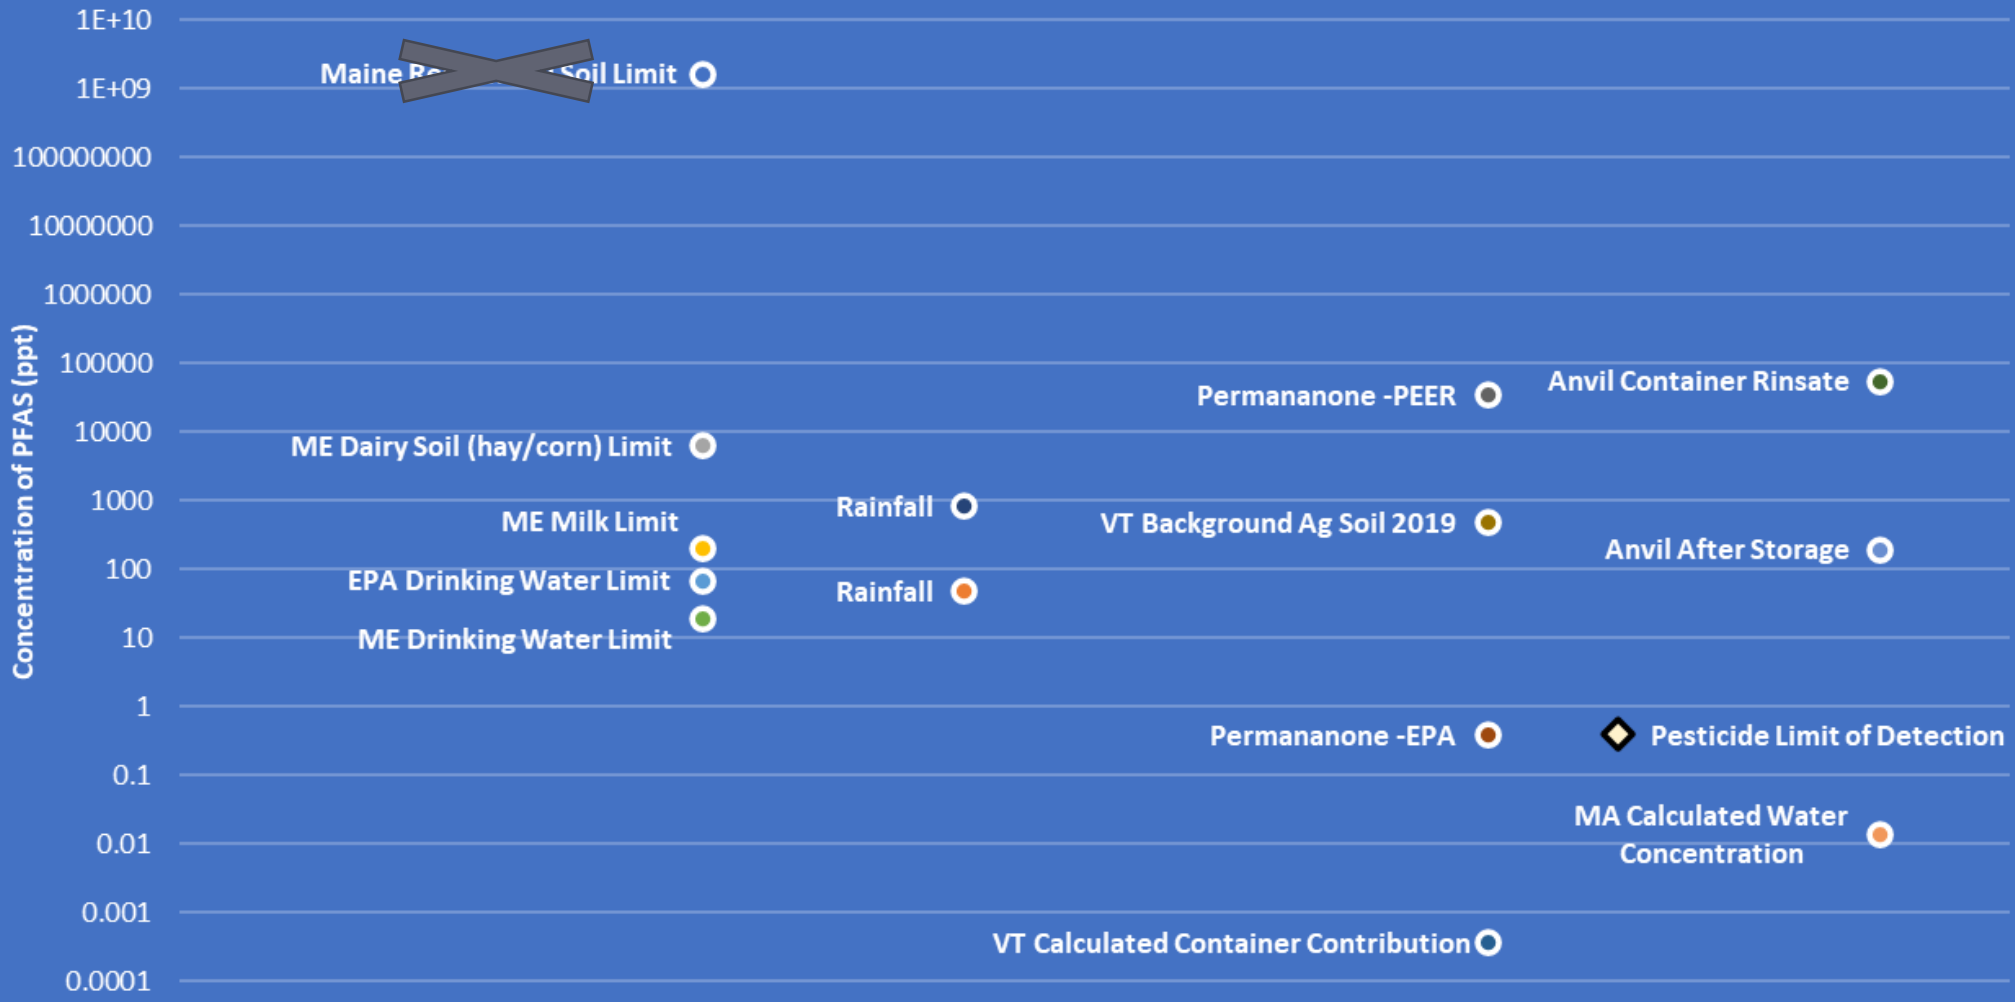 1E+10
Maine Soil Limit
1E+09
100000000
10000000
1000000
Concentration of PFAS (ppt)
100000
Anvil Container Rinsate
Permananone -PEER
10000
ME Dairy Soil (hay/corn) Limit
1000
Rainfall
ME Milk Limit
VT Background Ag Soil 2019
Anvil After Storage
100
EPA Drinking Water Limit
Rainfall
10
ME Drinking Water Limit
1
Permananone -EPA
Pesticide Limit of Detection
0.1
MA Calculated Water
Concentration
0.01
0.001
VT Calculated Container Contribution
0.0001